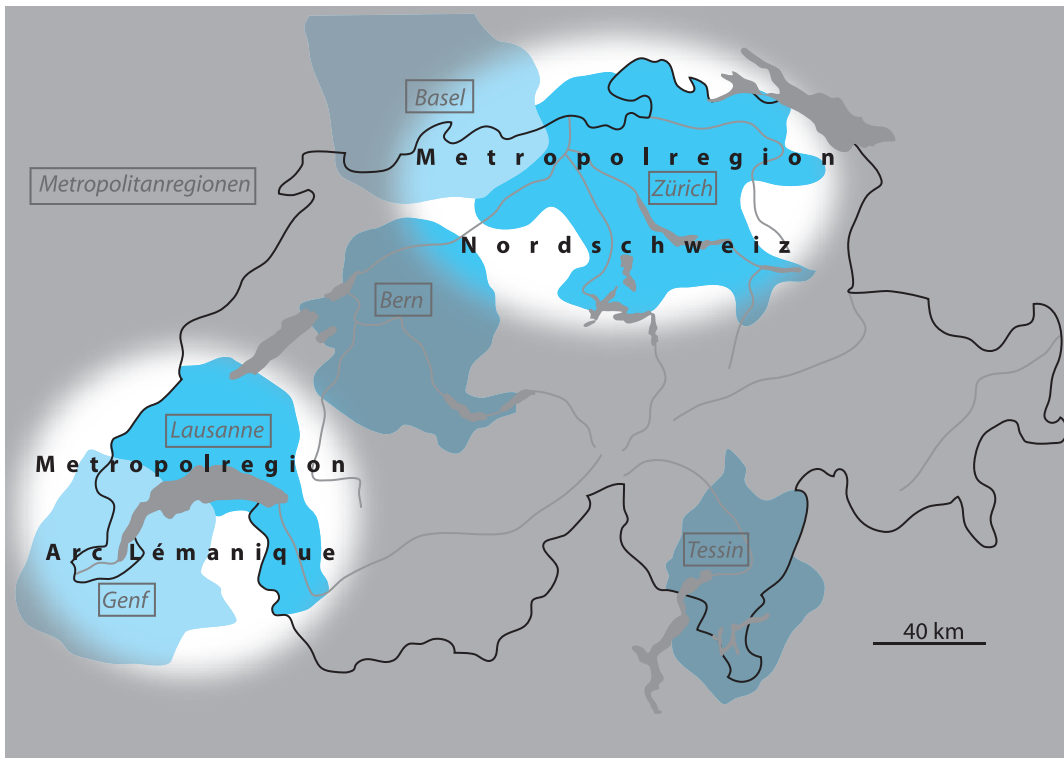 Basel
Metropolregion
Metropolitanregionen
Zürich
Nordschweiz
Bern
Lausanne
Metropolregion
Arc Lémanique
Tessin
Genf
40 km